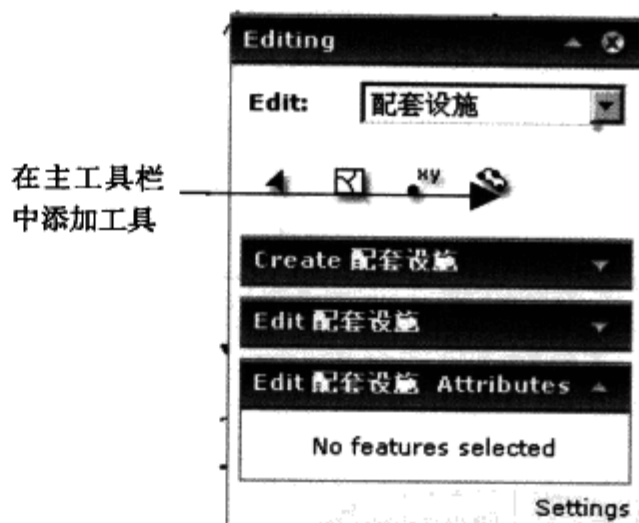 Editing
Edit: 配套设施
xy
在主工具栏
中添加工具
Create 配套设施
Edit 配套设施
Edit 配套设施 Attributes
No features selected
Settings